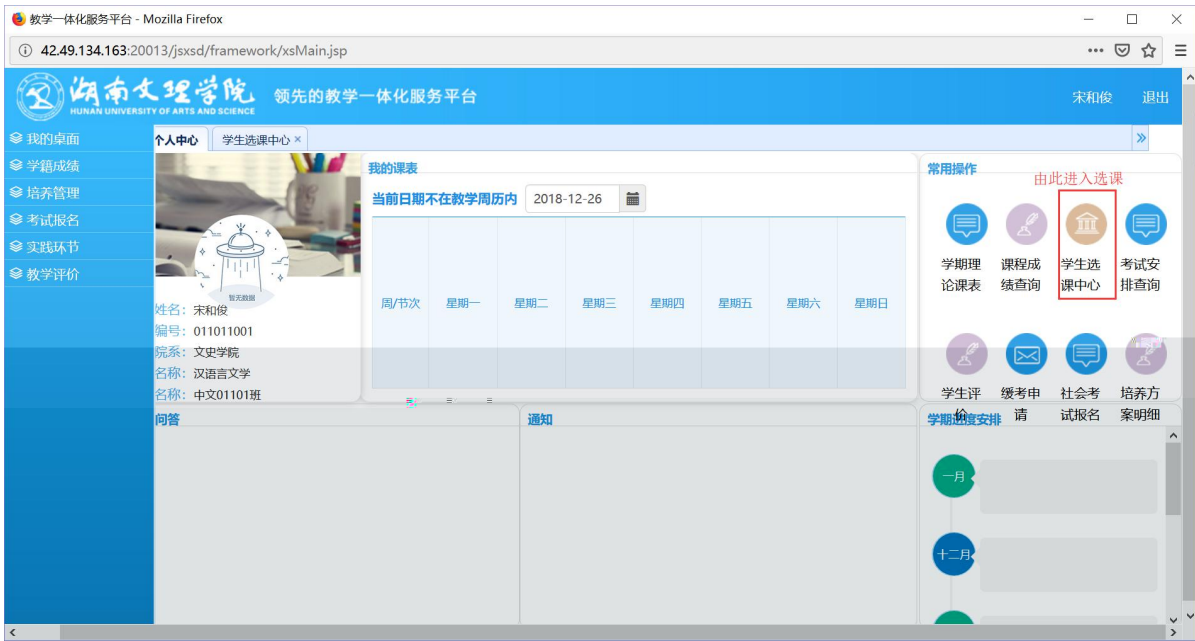 教学一体化服务平台 - Mozilla Firefox
42.49.134.163:20013/jsxsd/framework/xsMain.jsp
湖南文理学院
HUNAN UNIVERSITY OF ARTS AND SCIENCE
领先的教学一体化服务平台
宋和俊 退出
我的桌面
学籍成绩
培养管理
考试报名
实践环节
教学评价
个人中心 学生选课中心 ×
暂无数据
姓名：宋和俊
编号：011011001
院系：文史学院
名称：汉语言文学
名称：中文01101班
我的课表
当前日期不在教学周历内 2018-12-26
周/节次 星期一 星期二 星期三 星期四 星期五 星期六 星期日
常用操作
由此进入选课
学期理论课表
课程成绩查询
学生选课中心
考试安排查询
学生评价
缓考申请
社会考试报名
培养方案明细
问答
通知
学期进度安排
一月
十二月